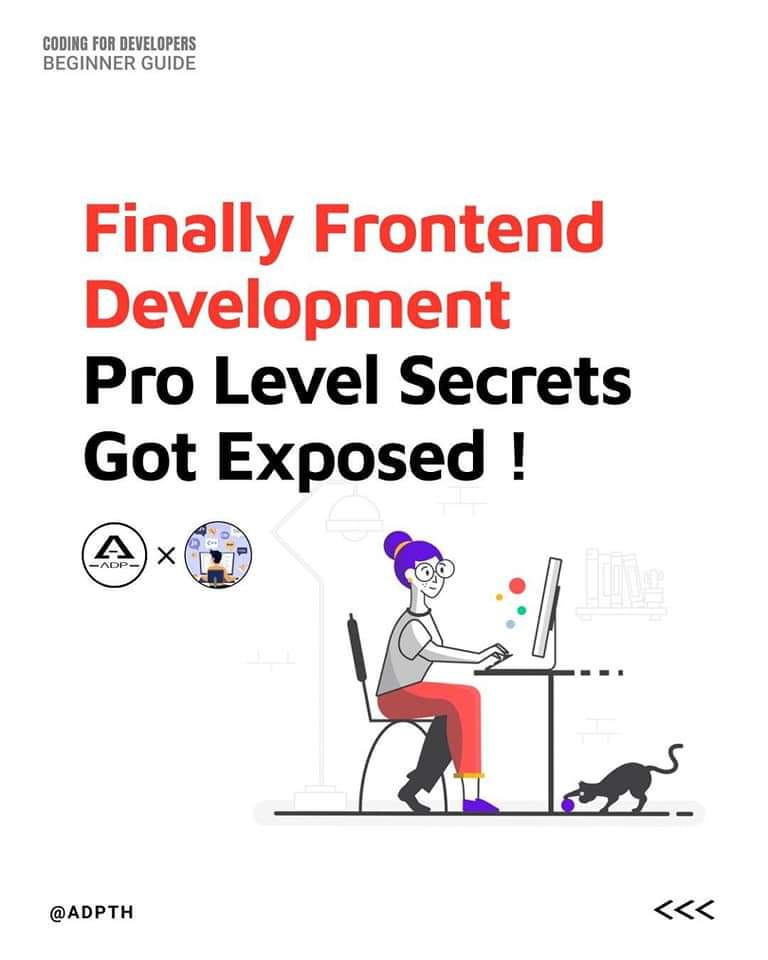 CODING FOR DEVELOPERS
BEGINNER GUIDE
Finally Frontend
Development
Pro Level Secrets
Got Exposed !
A
ADP
@ADPTH
<<<